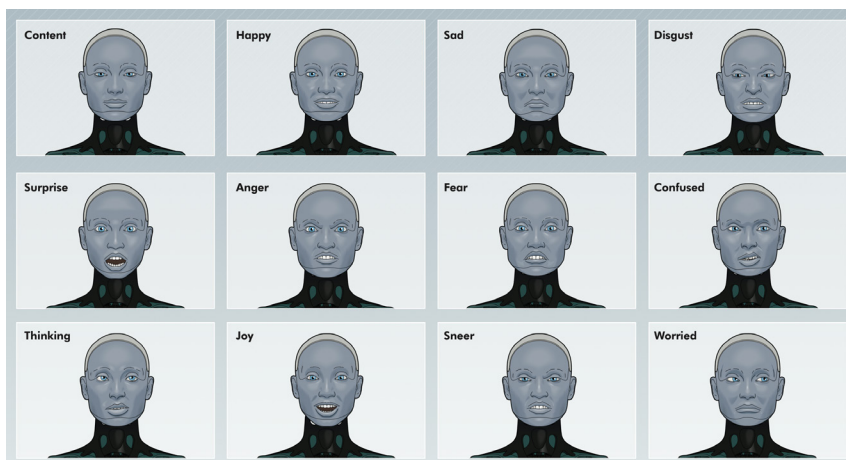 Content
Happy
Sad
Disgust
Surprise
Anger
Fear
Confused
Thinking
Joy
Sneer
Worried